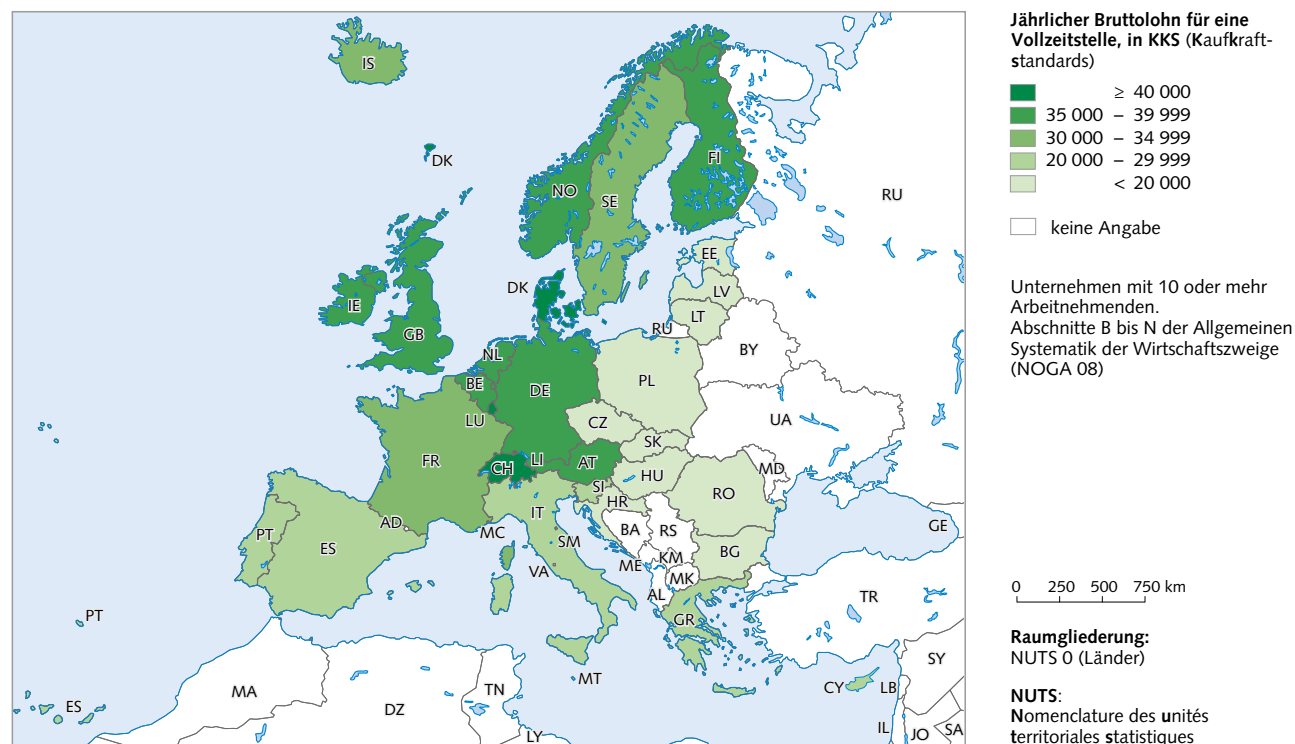 IS
DK
NO
SE
FI
RU
EE
LV
LT
RU
BY
DK
IE
GB
NL
BE
LU
DE
PL
CZ
SK
UA
MD
FR
CH
LI
AT
HU
SI
HR
RO
AD
MC
IT
SM
VA
BA
RS
ME
KM
MK
AL
BG
GR
GE
TR
PT
ES
PT
ES
MA
DZ
TN
MT
LY
CY
LB
SY
IL
JO
SA
Jährlicher Bruttolohn für eine
Vollzeitstelle, in KKS (Kaufkraft-
standards)
≥ 40 000
35 000 – 39 999
30 000 – 34 999
20 000 – 29 999
< 20 000
keine Angabe
Unternehmen mit 10 oder mehr
Arbeitnehmenden.
Abschnitte B bis N der Allgemeinen
Systematik der Wirtschaftszweige
(NOGA 08)
0 250 500 750 km
Raumgliederung:
NUTS 0 (Länder)
NUTS:
Nomenclature des unités
territoriales statistiques